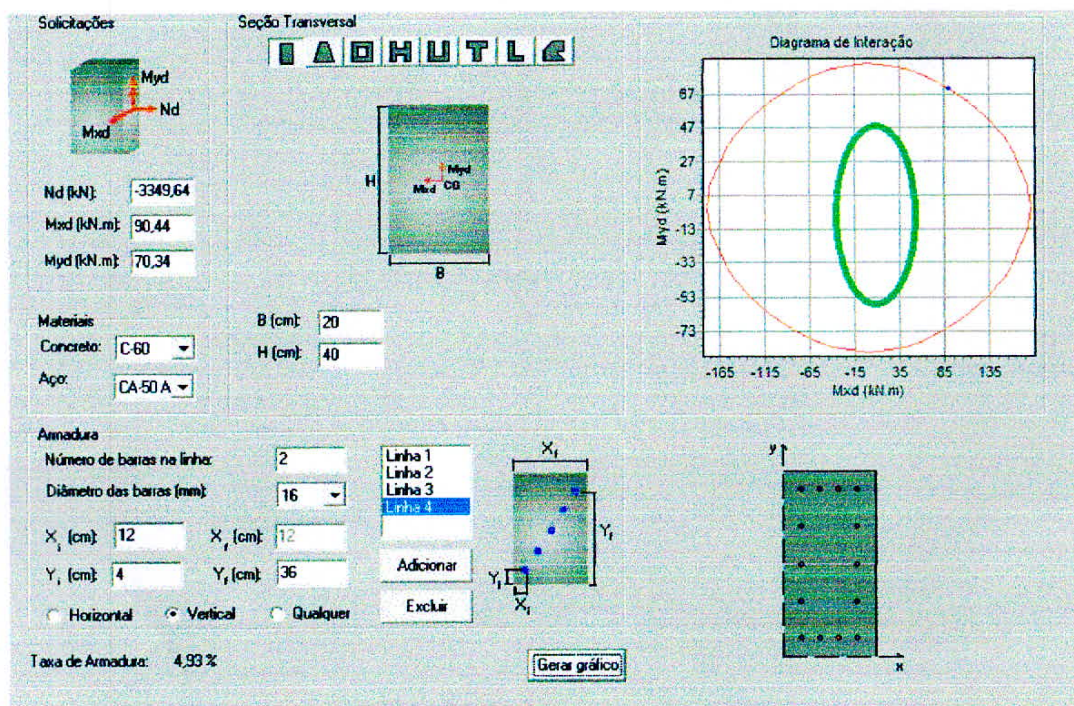 Solicitações
Myd
Nd
Mxd
Nd (kN): -3349,64
Mxd (kN.m): 90,44
Myd (kN.m): 70,34
Seção Transversal
H
Myd
Mxd CG
B
B (cm): 20
H (cm): 40
Diagrama de Interação
Myd (kN.m)
67
47
27
7
-13
-33
-53
-73
-165 -115 -65 -15 35 85 135
Mxd (kN.m)
Materiais
Concreto: C-60
Aço: CA-50 A
Armadura
Número de barras na linha: 2
Diâmetro das barras (mm): 16
Xi (cm): 12 Xf (cm): 12
Yi (cm): 4 Yf (cm): 36
Horizontal Vertical Qualquer
Linha 1
Linha 2
Linha 3
Linha 4
Adicionar
Excluir
Xf
Yf
Yi
Xi
y
x
Taxa de Armadura: 4,93 %
Gerar gráfico